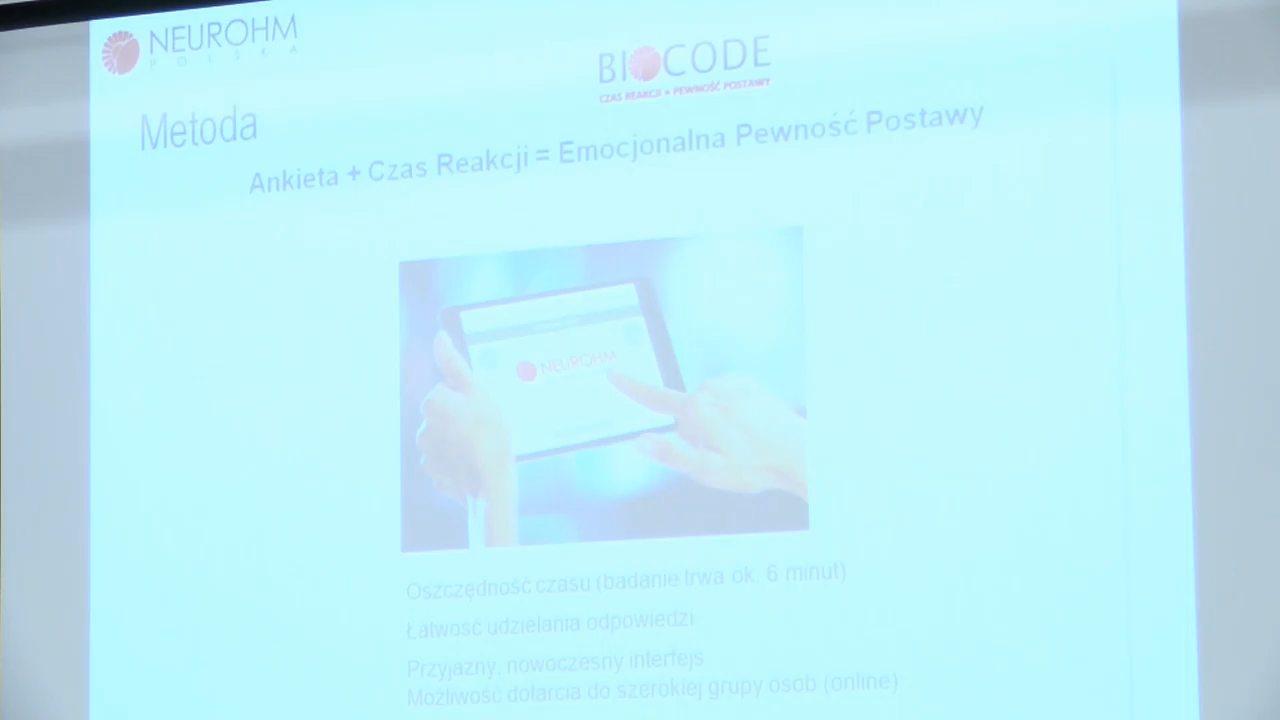 NEUROHM
POLSKA
BIOCODE
CZAS REAKCJI = PEWNOŚĆ POSTAWY
Metoda
Ankieta + Czas Reakcji = Emocjonalna Pewność Postawy
NEUROHM
Oszczędność czasu (badanie trwa ok. 6 minut)
Łatwość udzielania odpowiedzi
Przyjazny, nowoczesny interfejs
Możliwość dotarcia do szerokiej grupy osób (online)